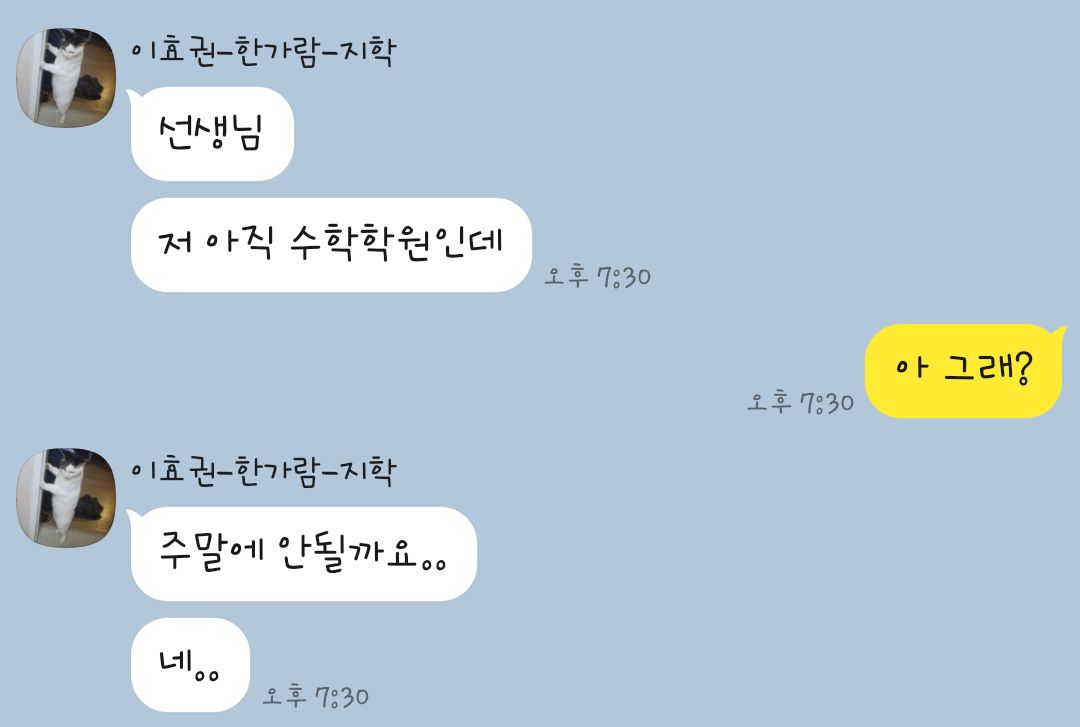 이효권-한가람-지학
선생님
저 아직 수학학원인데
오후 7:30
아 그래?
오후 7:30
이효권-한가람-지학
주말에 안될까요..
네..
오후 7:30